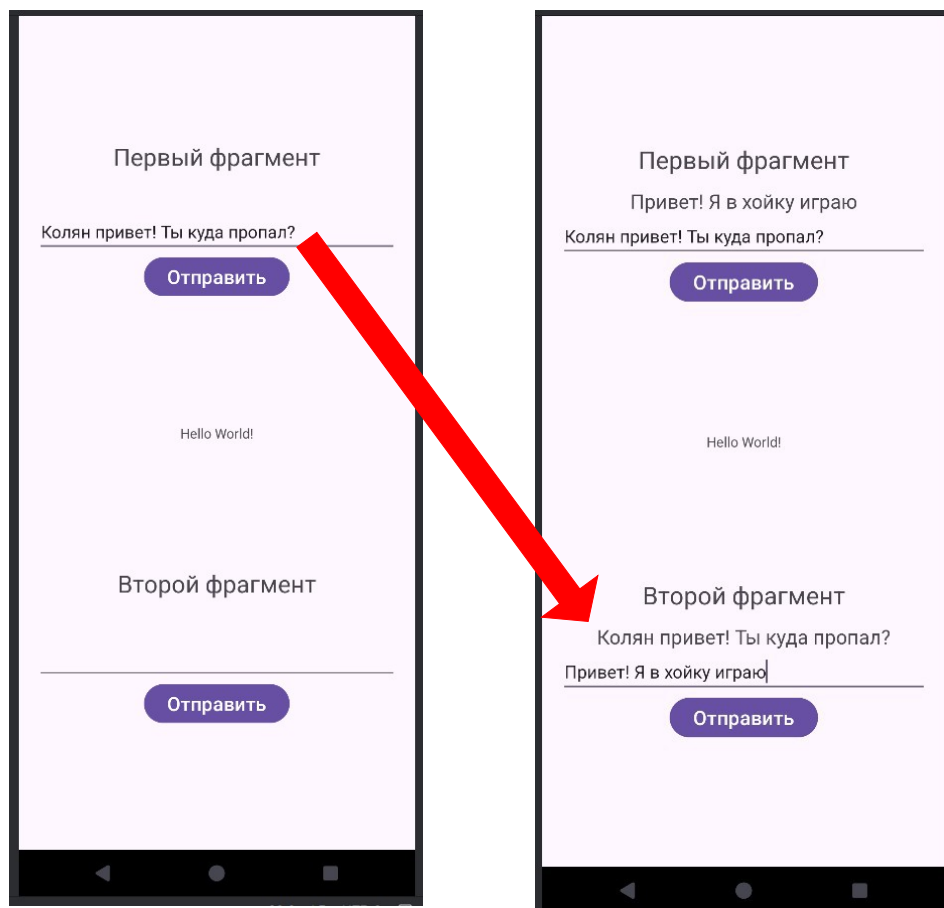 Первый фрагмент
Колян привет! Ты куда пропал?
Отправить
Hello World!
Второй фрагмент
Отправить
Первый фрагмент
Привет! Я в хойку играю
Колян привет! Ты куда пропал?
Отправить
Hello World!
Второй фрагмент
Колян привет! Ты куда пропал?
Привет! Я в хойку играю
Отправить